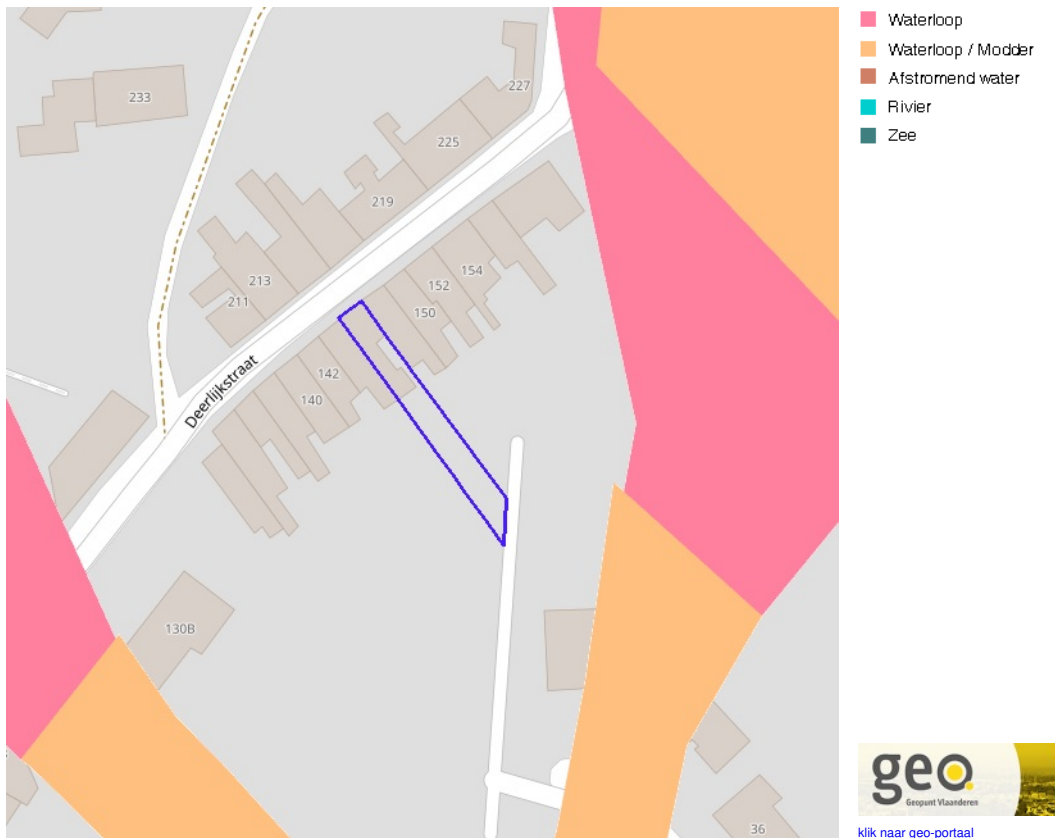 Waterloop
Waterloop / Modder
Afstromend water
Rivier
Zee
233
227
225
219
213
211
154
152
150
142
140
Deerlijkstraat
130B
36
geo.
Geopunt Vlaanderen
klik naar geo-portaal